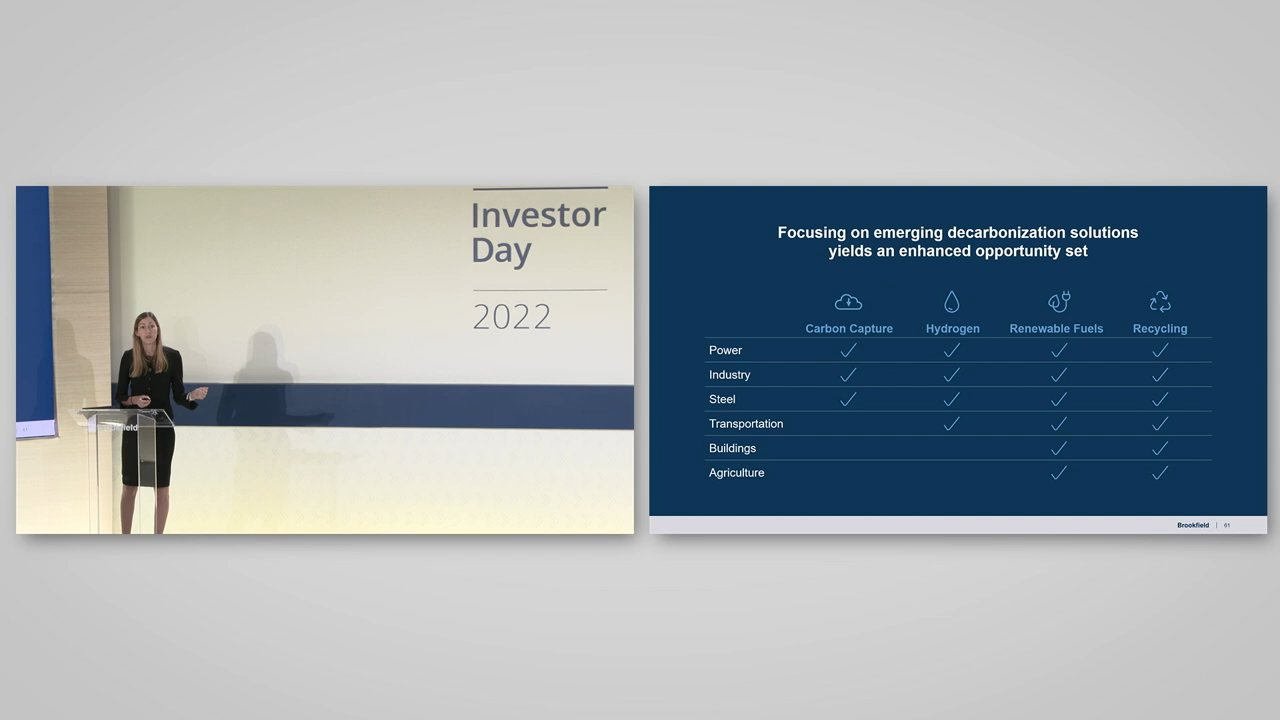 Investor
Day
2022
field
Focusing on emerging decarbonization solutions
yields an enhanced opportunity set
Carbon Capture Hydrogen Renewable Fuels Recycling
Power ✓ ✓ ✓ ✓
Industry ✓ ✓ ✓ ✓
Steel ✓ ✓ ✓ ✓
Transportation ✓ ✓ ✓
Buildings ✓ ✓
Agriculture ✓ ✓
Brookfield | 61